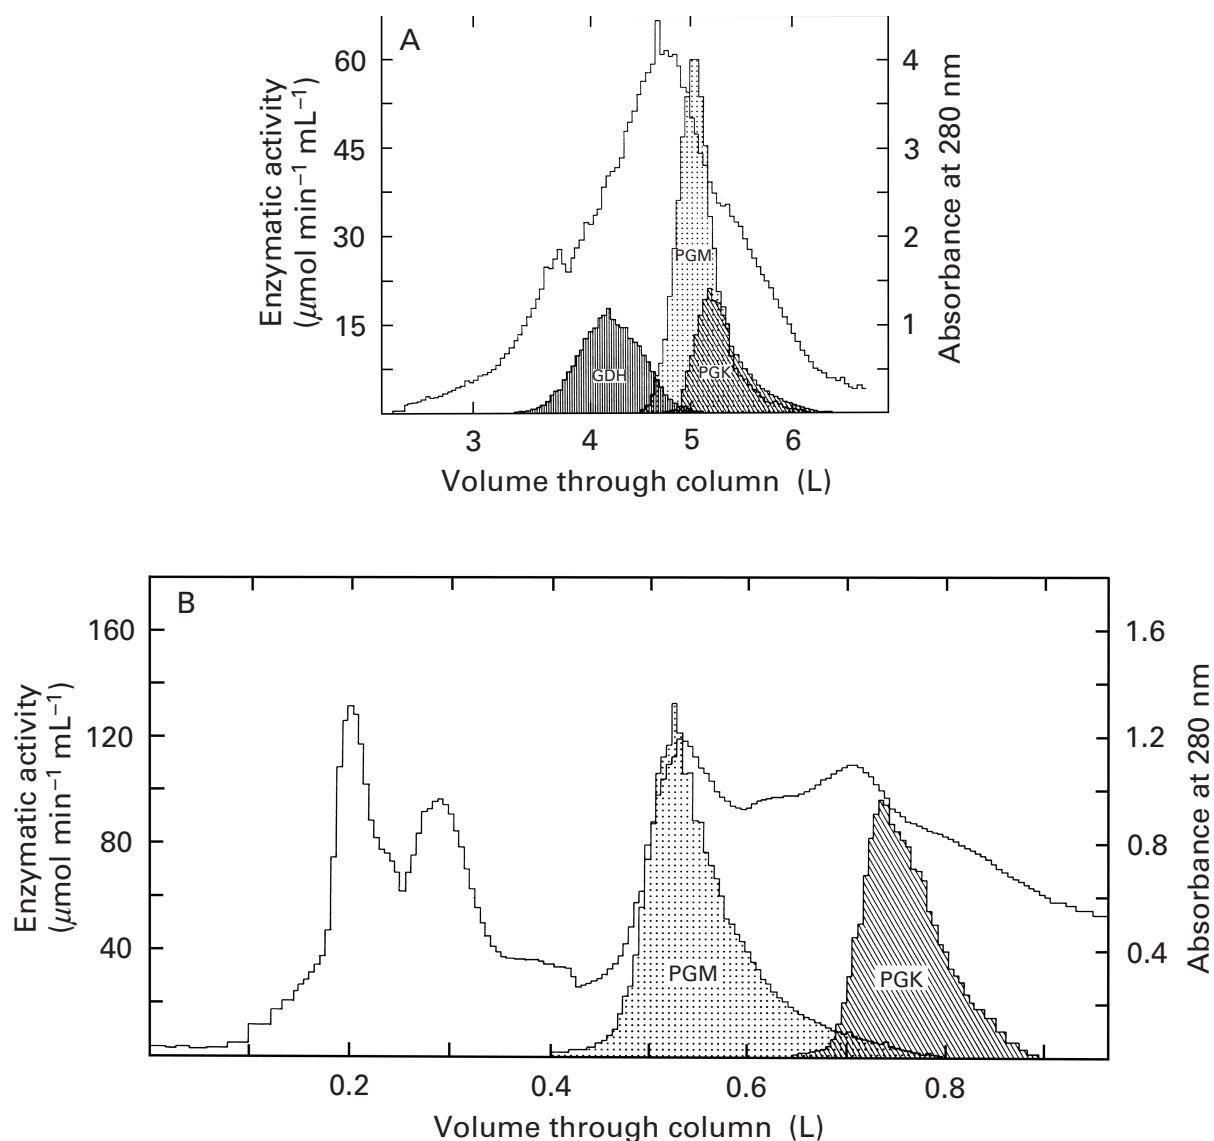 A
Enzymatic activity
(μmol min⁻¹ mL⁻¹)
60
45
30
15
4
3
2
1
Absorbance at 280 nm
PGM
GDH
PGK
3 4 5 6
Volume through column (L)
B
Enzymatic activity
(μmol min⁻¹ mL⁻¹)
160
120
80
40
1.6
1.2
0.8
0.4
Absorbance at 280 nm
PGM
PGK
0.2 0.4 0.6 0.8
Volume through column (L)